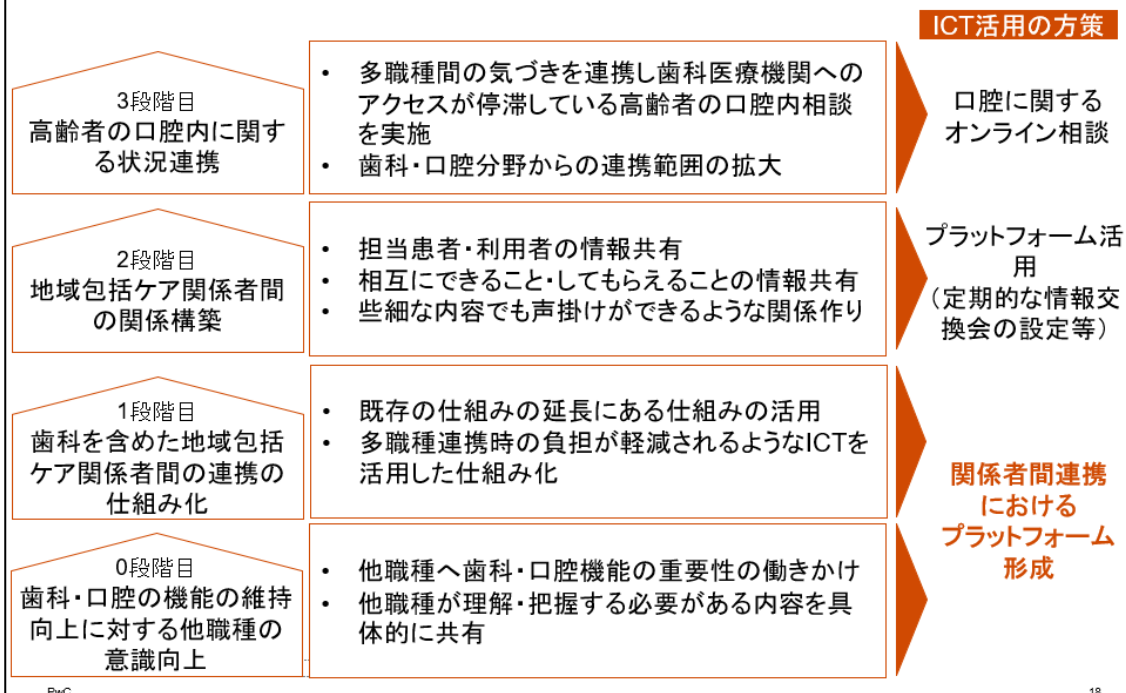 ICT活用の方策
3段階目
高齢者の口腔内に関す
る状況連携
• 多職種間の気づきを連携し歯科医療機関への
アクセスが停滞している高齢者の口腔内相談
を実施
• 歯科・口腔分野からの連携範囲の拡大
口腔に関する
オンライン相談
2段階目
地域包括ケア関係者間
の関係構築
• 担当患者・利用者の情報共有
• 相互にできること・してもらえることの情報共有
• 些細な内容でも声掛けができるような関係作り
プラットフォーム活
用
（定期的な情報交
換会の設定等）
1段階目
歯科を含めた地域包括
ケア関係者間の連携の
仕組み化
• 既存の仕組みの延長にある仕組みの活用
• 多職種連携時の負担が軽減されるようなICTを
活用した仕組み化
0段階目
歯科・口腔の機能の維持
向上に対する他職種の
意識向上
• 他職種へ歯科・口腔機能の重要性の働きかけ
• 他職種が理解・把握する必要がある内容を具
体的に共有
関係者間連携
における
プラットフォーム
形成
PwC
18